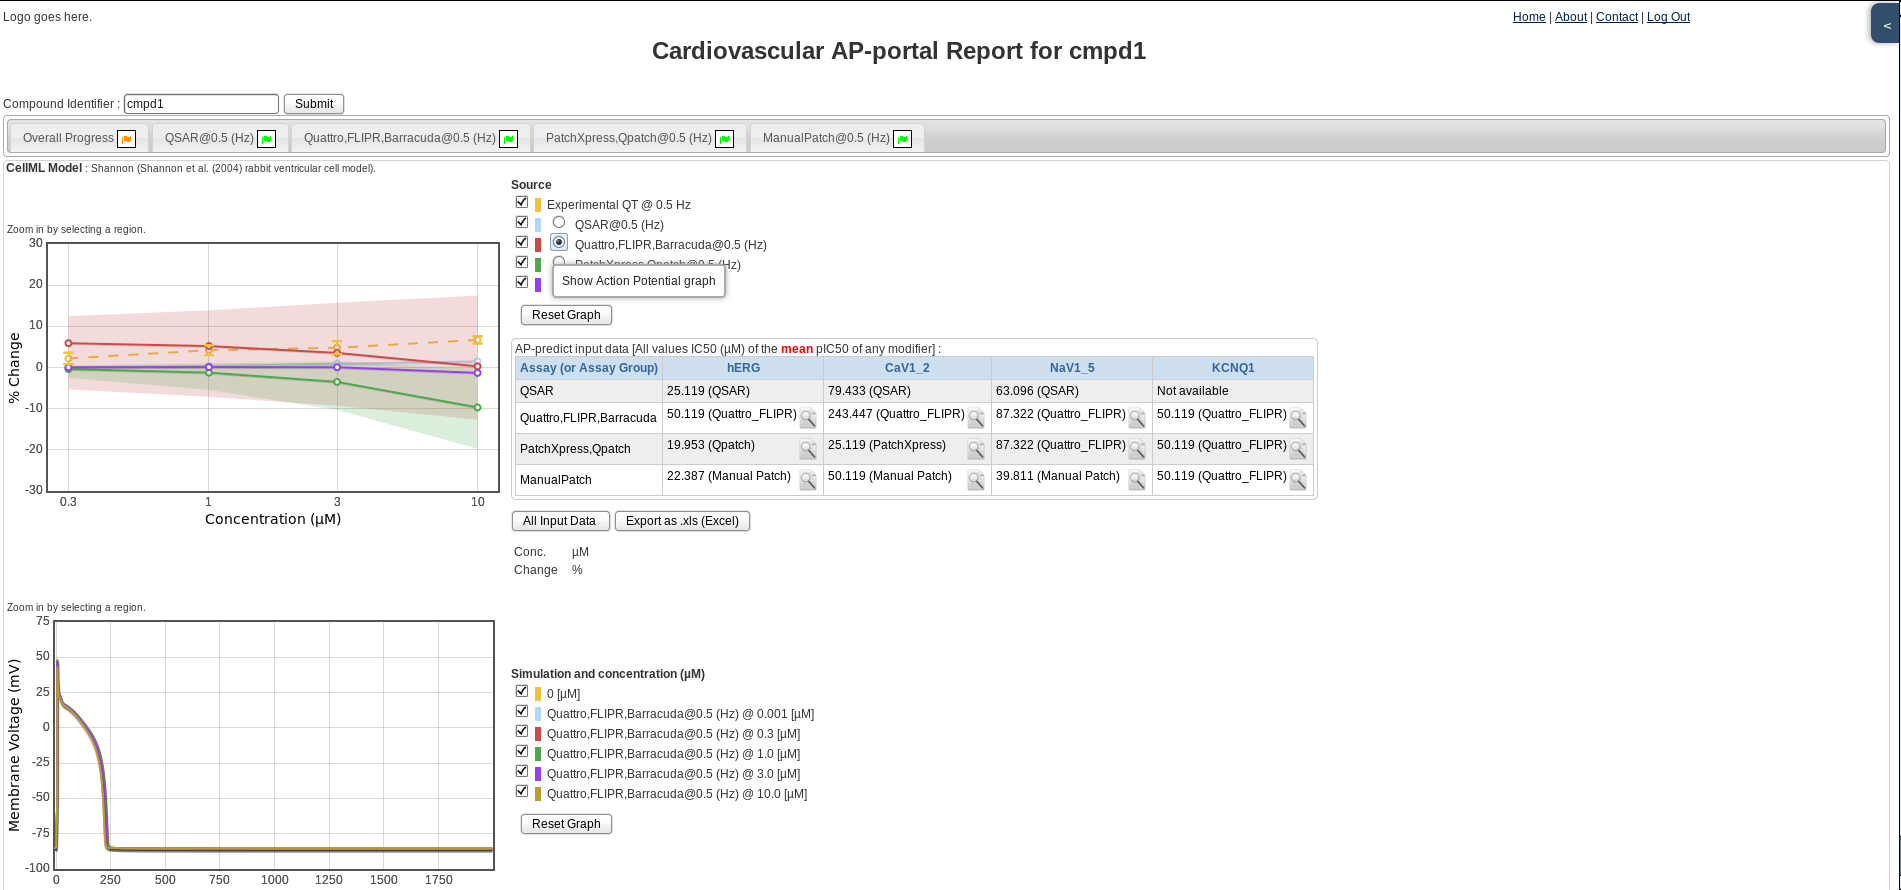 Logo goes here.
Home | About | Contact | Log Out
<
Cardiovascular AP-portal Report for cmpd1
Compound Identifier : cmpd1 Submit
Overall Progress QSAR@0.5 (Hz) Quattro,FLIPR,Barracuda@0.5 (Hz) PatchXpress,Qpatch@0.5 (Hz) ManualPatch@0.5 (Hz)
CellML Model : Shannon (Shannon et al. (2004) rabbit ventricular cell model).
Source
Experimental QT @ 0.5 Hz
QSAR@0.5 (Hz)
Quattro,FLIPR,Barracuda@0.5 (Hz)
PatchXpress,Qpatch@0.5 (Hz)
Show Action Potential graph
Reset Graph
Zoom in by selecting a region.
30
20
10
0
-10
-20
-30
% Change
0.3 1 3 10
Concentration (µM)
AP-predict input data [All values IC50 (µM) of the mean pIC50 of any modifier] :
Assay (or Assay Group) hERG CaV1_2 NaV1_5 KCNQ1
QSAR 25.119 (QSAR) 79.433 (QSAR) 63.096 (QSAR) Not available
Quattro,FLIPR,Barracuda 50.119 (Quattro_FLIPR) 243.447 (Quattro_FLIPR) 87.322 (Quattro_FLIPR) 50.119 (Quattro_FLIPR)
PatchXpress,Qpatch 19.953 (Qpatch) 25.119 (PatchXpress) 87.322 (Quattro_FLIPR) 50.119 (Quattro_FLIPR)
ManualPatch 22.387 (Manual Patch) 50.119 (Manual Patch) 39.811 (Manual Patch) 50.119 (Quattro_FLIPR)
All Input Data Export as .xls (Excel)
Conc. µM
Change %
Zoom in by selecting a region.
75
50
25
0
-25
-50
-75
-100
Membrane Voltage (mV)
0 250 500 750 1000 1250 1500 1750
Simulation and concentration (µM)
0 [µM]
Quattro,FLIPR,Barracuda@0.5 (Hz) @ 0.001 [µM]
Quattro,FLIPR,Barracuda@0.5 (Hz) @ 0.3 [µM]
Quattro,FLIPR,Barracuda@0.5 (Hz) @ 1.0 [µM]
Quattro,FLIPR,Barracuda@0.5 (Hz) @ 3.0 [µM]
Quattro,FLIPR,Barracuda@0.5 (Hz) @ 10.0 [µM]
Reset Graph